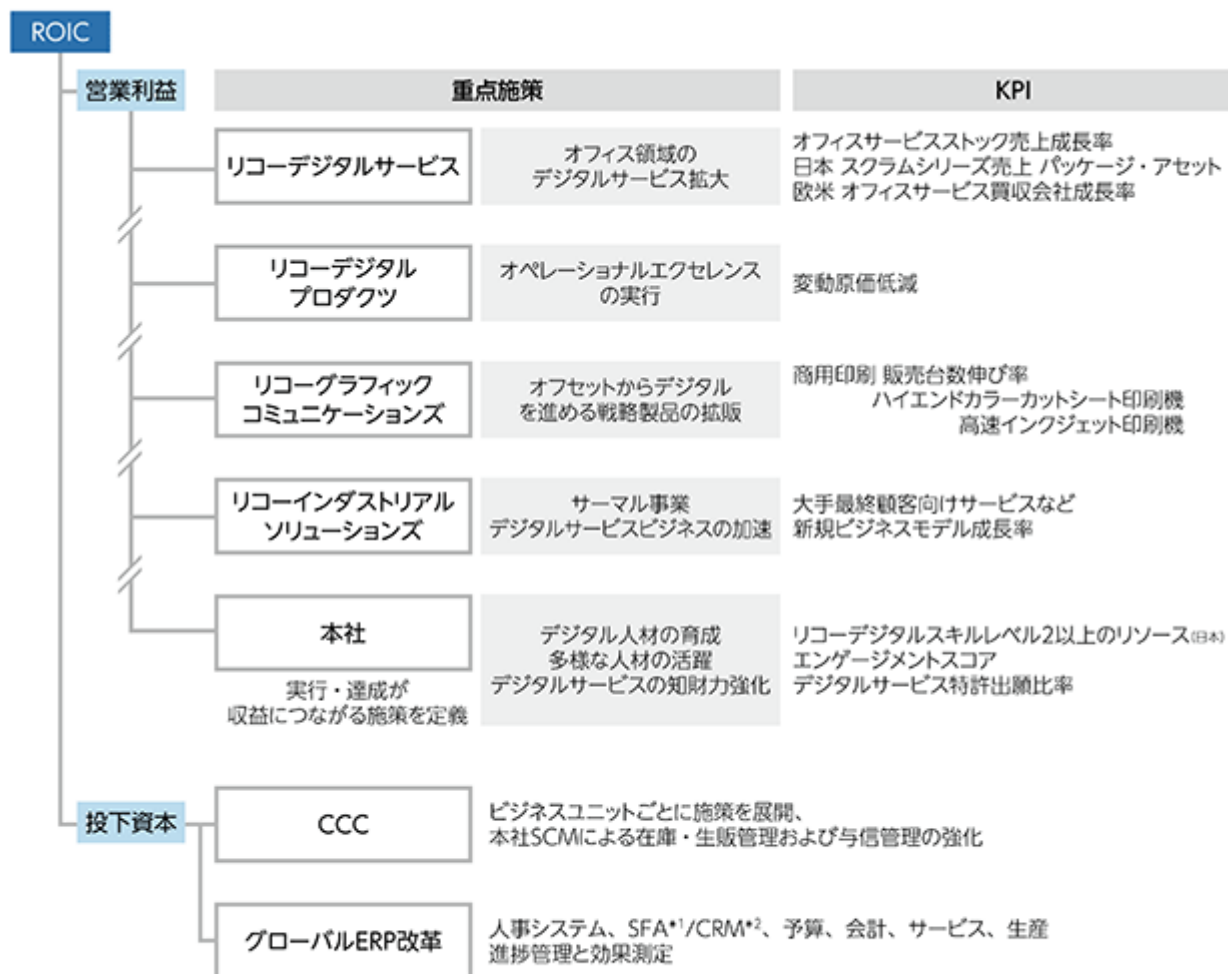 ROIC
営業利益
重点施策
KPI
リコーデジタルサービス
オフィス領域の
デジタルサービス拡大
オフィスサービスストック売上成長率
日本 スクラムシリーズ売上 パッケージ・アセット
欧米 オフィスサービス買収会社成長率
リコーデジタル
プロダクツ
オペレーショナルエクセレンス
の実行
変動原価低減
リコーグラフィック
コミュニケーションズ
オフセットからデジタル
を進める戦略製品の拡販
商用印刷 販売台数伸び率
ハイエンドカラーカットシート印刷機
高速インクジェット印刷機
リコーインダストリアル
ソリューションズ
サーマル事業
デジタルサービスビジネスの加速
大手最終顧客向けサービスなど
新規ビジネスモデル成長率
本社
実行・達成が
収益につながる施策を定義
デジタル人材の育成
多様な人材の活躍
デジタルサービスの知財力強化
リコーデジタルスキルレベル2以上のリソース(日本)
エンゲージメントスコア
デジタルサービス特許出願比率
投下資本
CCC
ビジネスユニットごとに施策を展開、
本社SCMによる在庫・生販管理および与信管理の強化
グローバルERP改革
人事システム、SFA*1/CRM*2、予算、会計、サービス、生産
進捗管理と効果測定